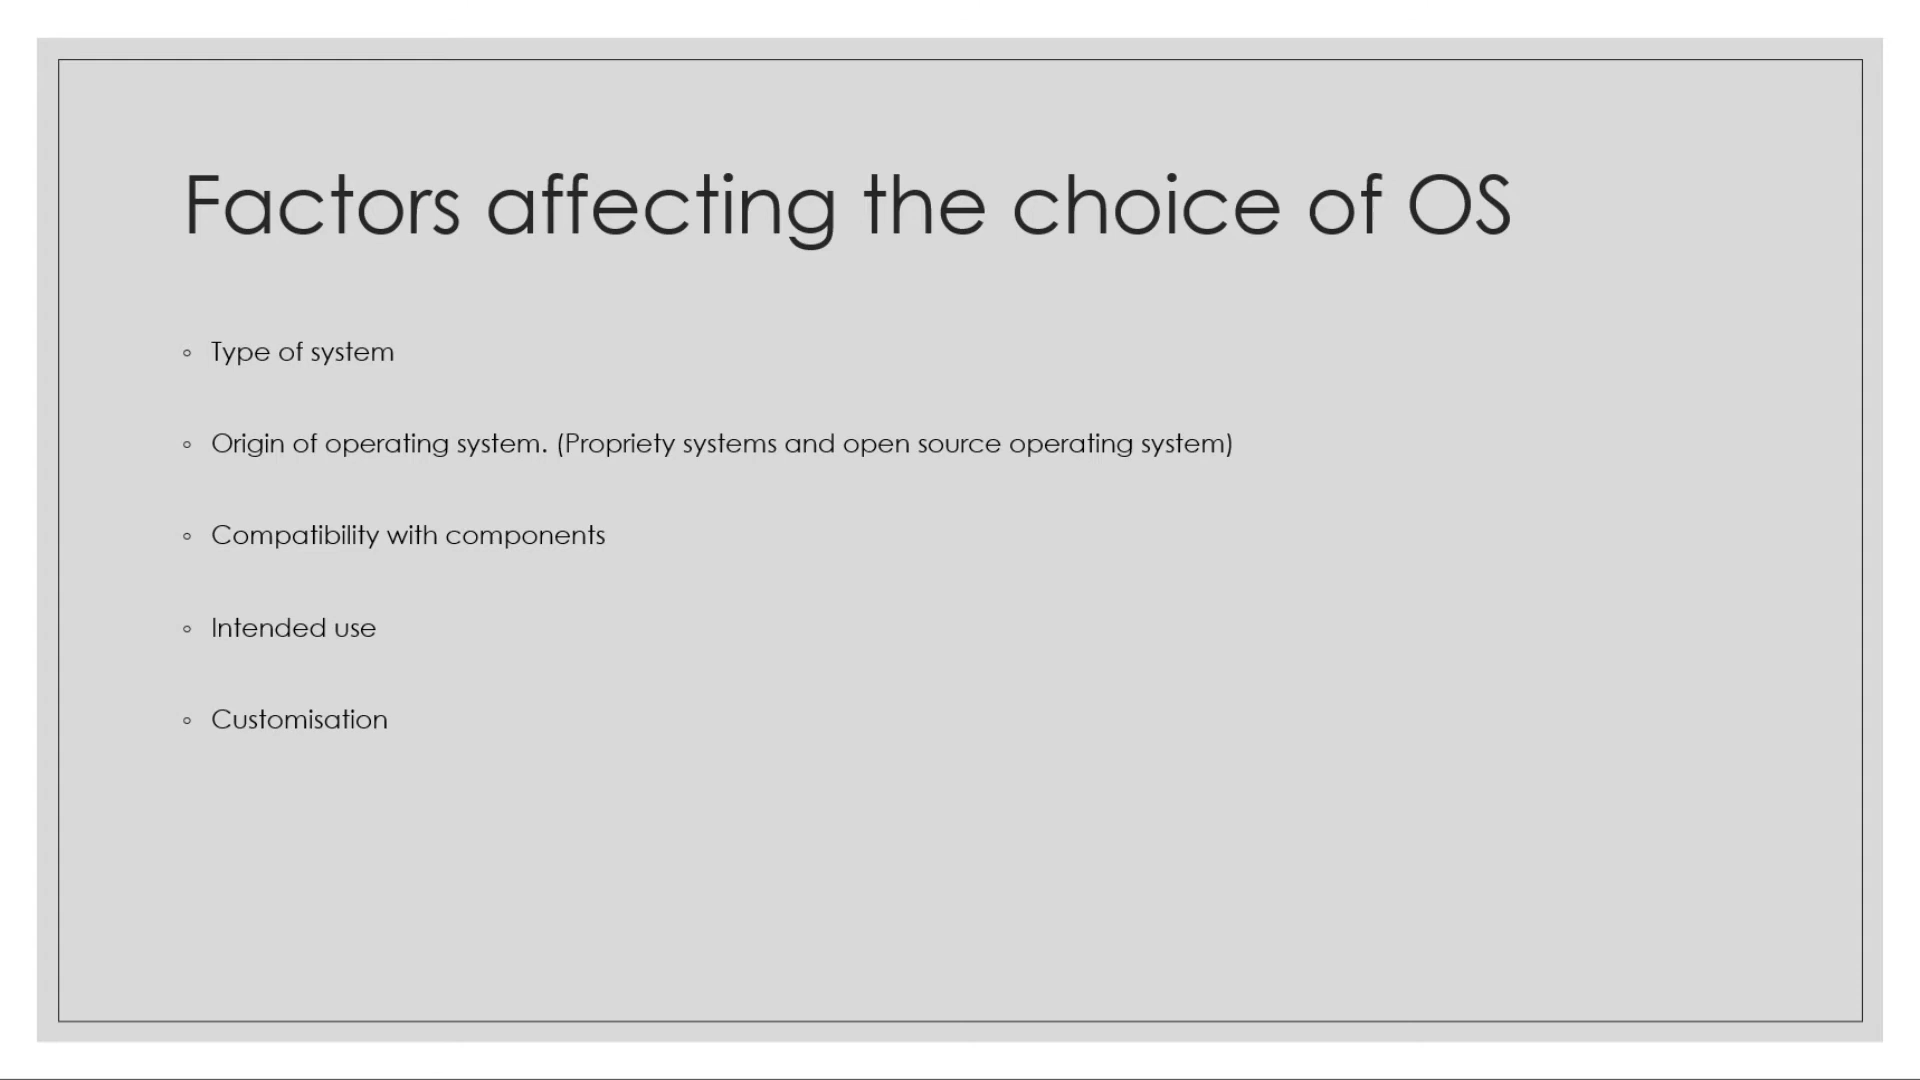 Factors affecting the choice of OS
◦ Type of system
◦ Origin of operating system. (Propriety systems and open source operating system)
◦ Compatibility with components
◦ Intended use
◦ Customisation